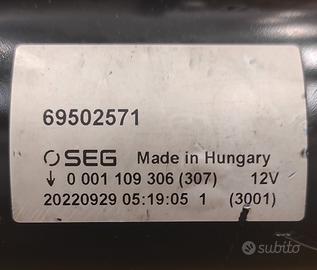 69502571
SEG Made in Hungary
↓ 0 001 109 306 (307) 12V
20220929 05:19:05 1 (3001)
subito